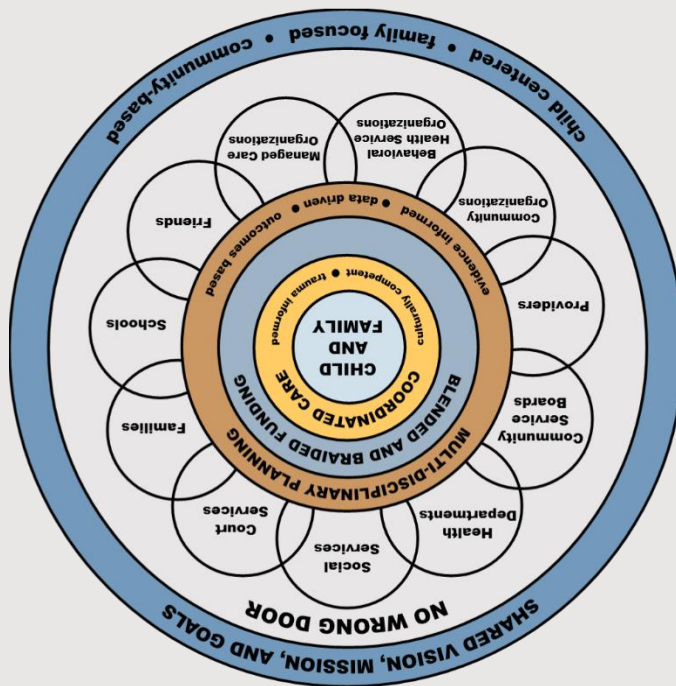 SHARED VISION, MISSION, AND GOALS
NO WRONG DOOR
Social
Services
Court
Services
Families
Schools
Friends
Managed Care
Organizations
Behavioral
Health Service
Organizations
Community
Organizations
Providers
Community
Service
Boards
Health
Departments
MULTI-DISCIPLINARY PLANNING
BLENDED AND BRAIDED FUNDING
COORDINATED CARE
CHILD
AND
FAMILY
culturally competent • trauma informed
evidence informed • data driven • outcomes based
child centered • family focused • community-based